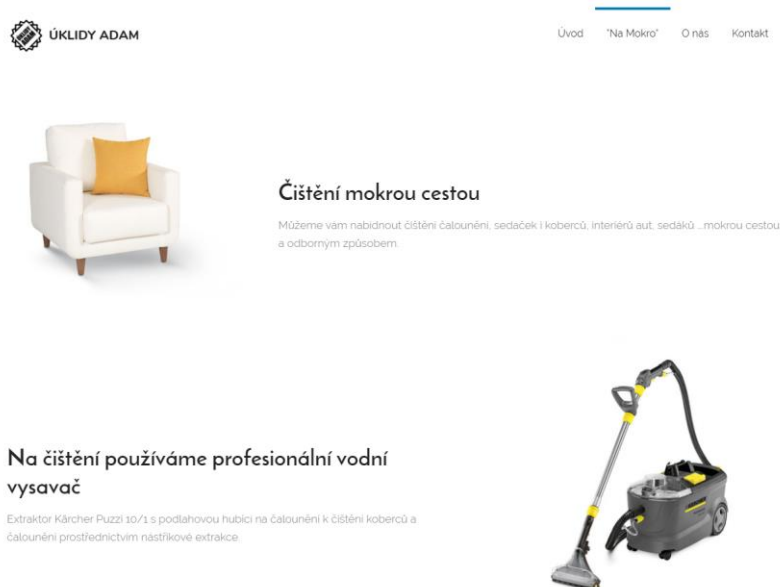 ÚKLIDY ADAM
Úvod "Na Mokro" O nás Kontakt
Čištění mokrou cestou
Můžeme vám nabídnout čištění čalounění, sedaček i koberců, interiérů aut, sedáků ...mokrou cestou
a odborným způsobem
Na čištění používáme profesionální vodní
vysavač
Extraktor Kärcher Puzzi 10/1 s podlahovou hubicí na čalounění k čištění koberců a
čalounění prostřednictvím nástřikové extrakce.